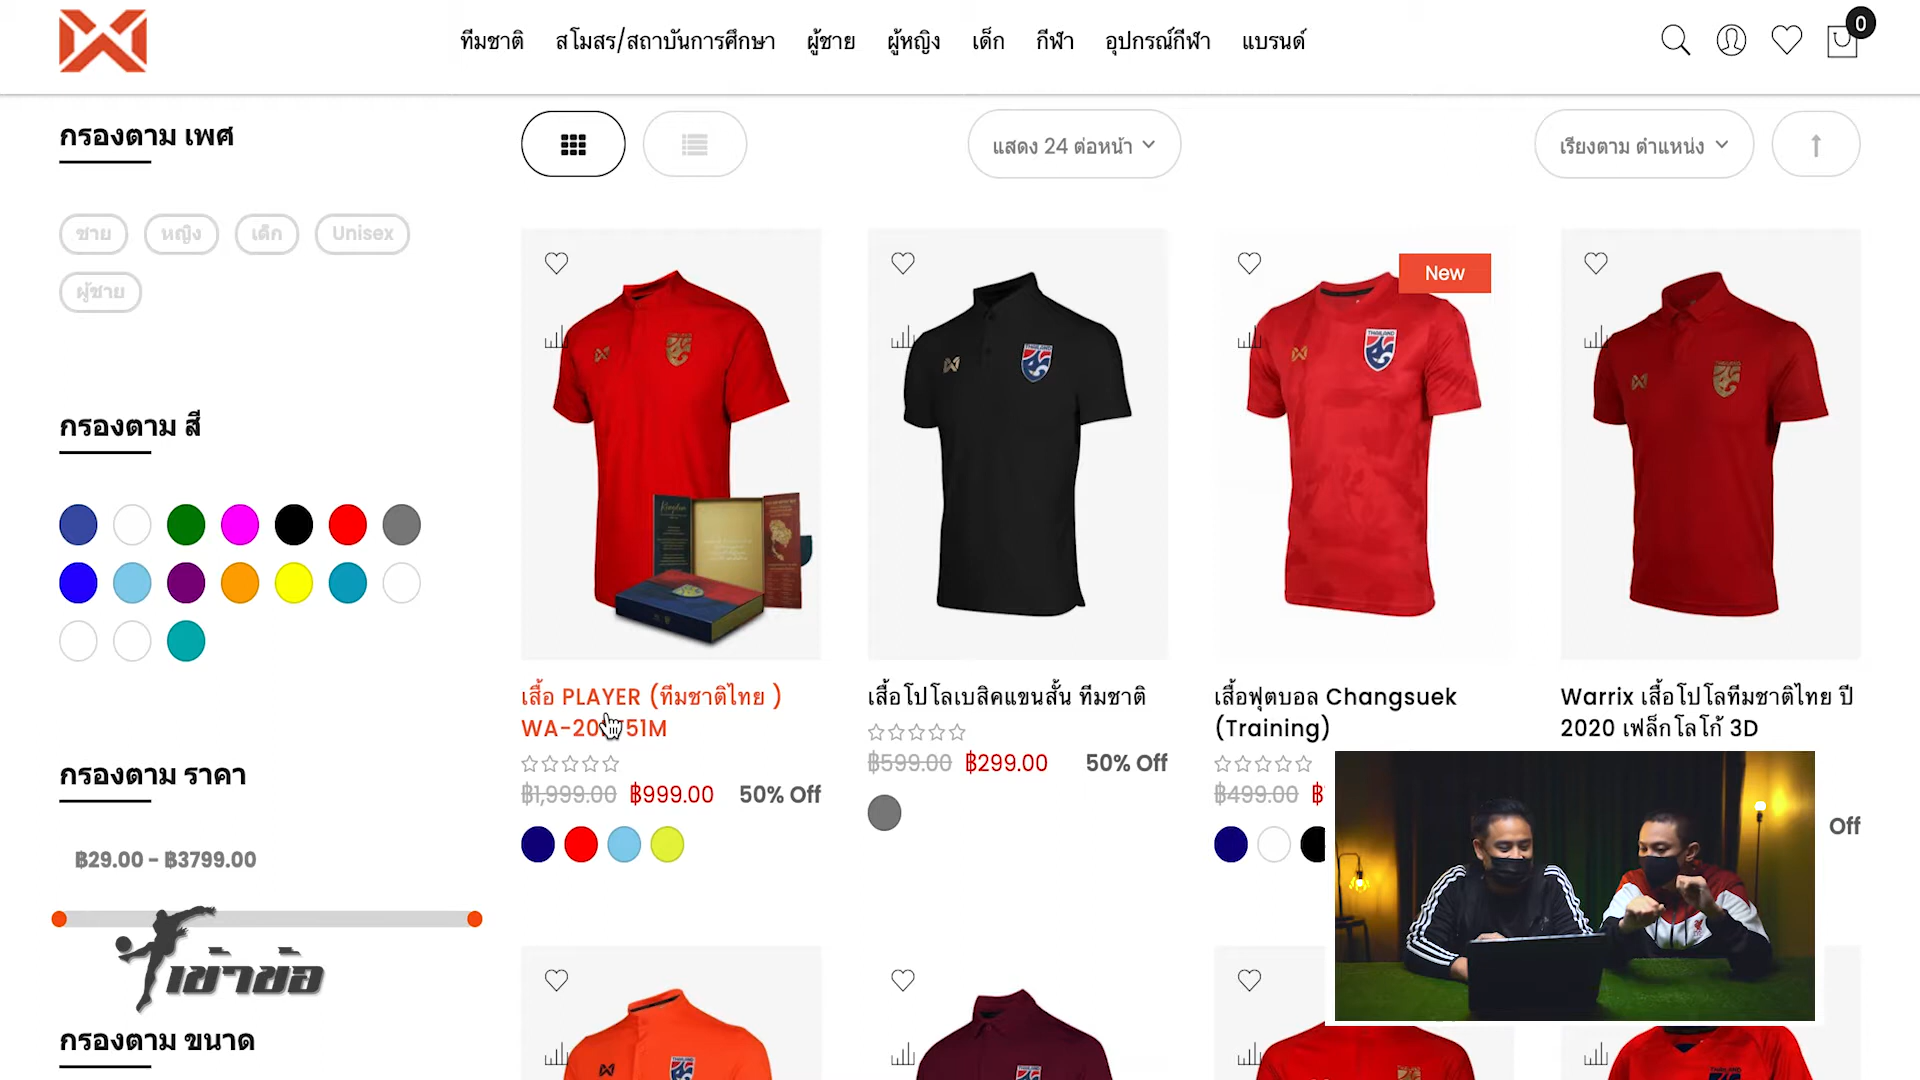 ทีมชาติ สโมสร/สถาบันการศึกษา ผู้ชาย ผู้หญิง เด็ก กีฬา อุปกรณ์กีฬา แบรนด์
0
กรองตาม เพศ
ชาย หญิง เด็ก Unisex
ผู้ชาย
กรองตาม สี
กรองตาม ราคา
฿29.00 - ฿3799.00
เข้าข้อ
กรองตาม ขนาด
แสดง 24 ต่อหน้า
เรียงตาม ตำแหน่ง
THAILAND
เสื้อ PLAYER (ทีมชาติไทย )
WA-20 51M
฿1,999.00 ฿999.00 50% Off
THAILAND
เสื้อโปโลเบสิคแขนสั้น ทีมชาติ
฿599.00 ฿299.00 50% Off
New
THAILAND
เสื้อฟุตบอล Changsuek
(Training)
฿499.00 ฿
THAILAND
Warrix เสื้อโปโลทีมชาติไทย ปี
2020 เฟล็กโลโก้ 3D
Off
THAILAND
THAILAND